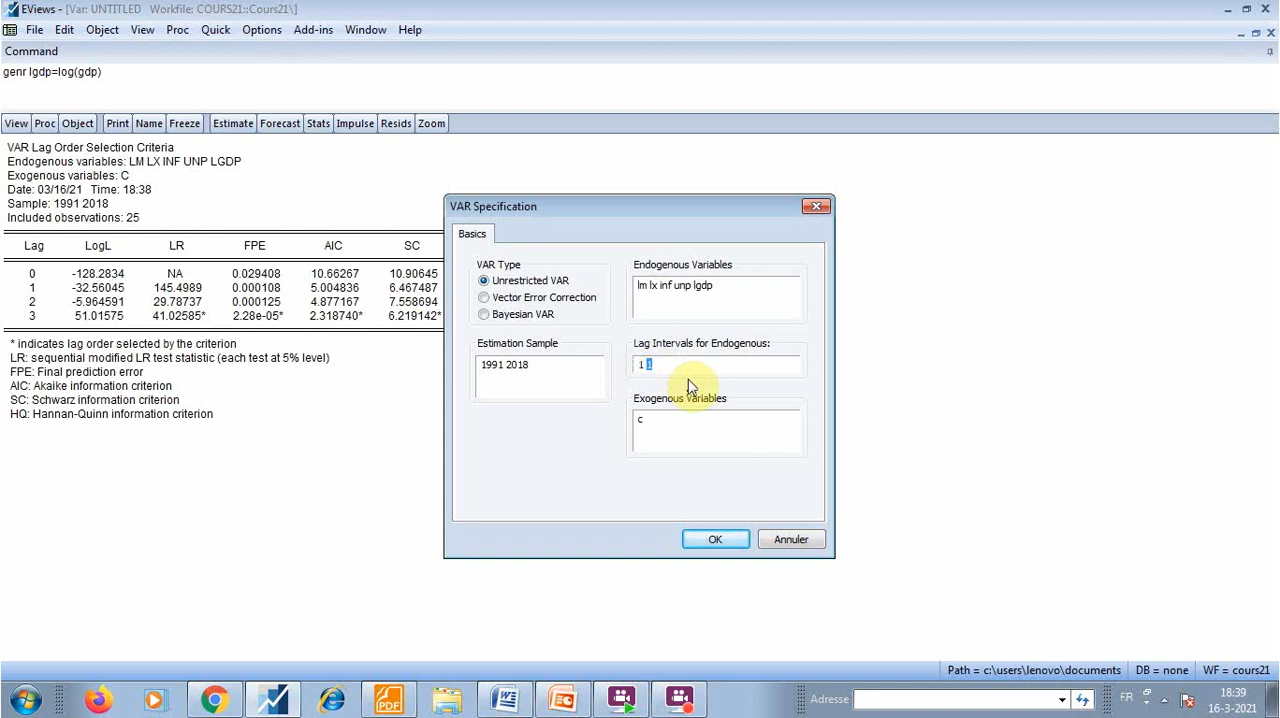 EViews - [Var: UNTITLED   Workfile: COURS21::Cours21\]
File Edit Object View Proc Quick Options Add-ins Window Help
Command
genr lgdp=log(gdp)
View Proc Object Print Name Freeze Estimate Forecast Stats Impulse Resids Zoom
VAR Lag Order Selection Criteria
Endogenous variables: LM LX INF UNP LGDP
Exogenous variables: C
Date: 03/16/21   Time: 18:38
Sample: 1991 2018
Included observations: 25
Lag LogL LR FPE AIC SC
0 -128.2834 NA 0.029408 10.66267 10.90645
1 -32.56045 145.4989 0.000108 5.004836 6.467487
2 -5.964591 29.78737 0.000125 4.877167 7.558694
3 51.01575 41.02585* 2.28e-05* 2.318740* 6.219142*
* indicates lag order selected by the criterion
LR: sequential modified LR test statistic (each test at 5% level)
FPE: Final prediction error
AIC: Akaike information criterion
SC: Schwarz information criterion
HQ: Hannan-Quinn information criterion
VAR Specification
Basics
VAR Type
Unrestricted VAR
Vector Error Correction
Bayesian VAR
Estimation Sample
1991 2018
Endogenous Variables
lm lx inf unp lgdp
Lag Intervals for Endogenous:
1 1
Exogenous Variables
c
OK Annuler
Path = c:\users\lenovo\documents DB = none WF = cours21
PDF
W
Adresse
FR
18:39
16-3-2021